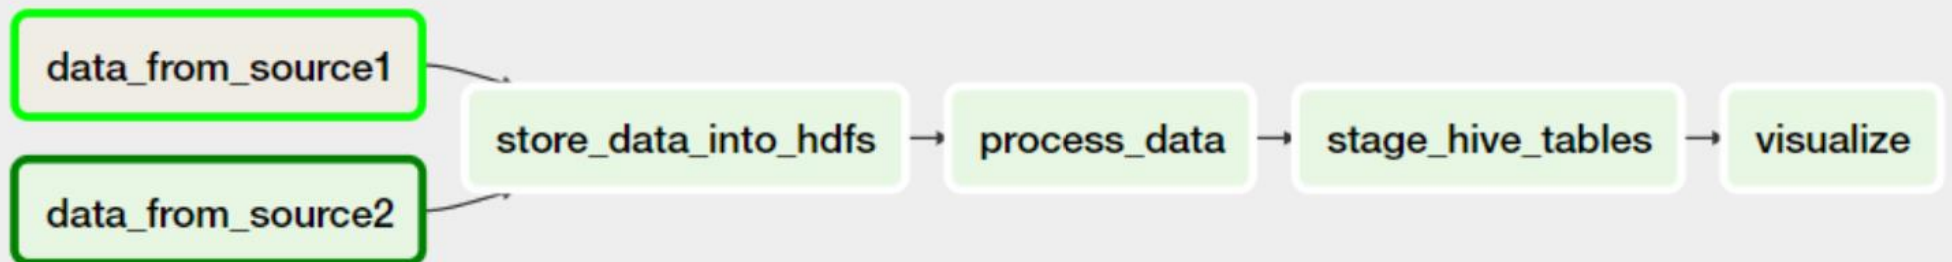 data_from_source1
data_from_source2
store_data_into_hdfs
process_data
stage_hive_tables
visualize